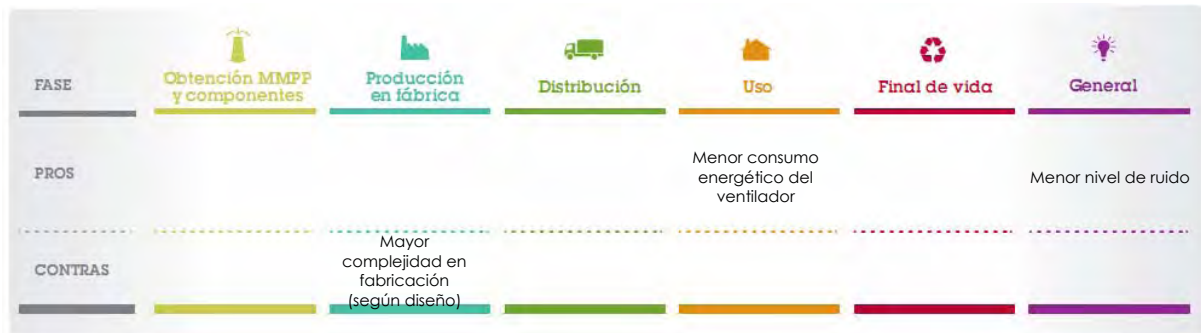 FASE
Obtención MMPP
y componentes
Producción
en fábrica
Distribución
Uso
Final de vida
General
PROS
Menor consumo
energético del
ventilador
Menor nivel de ruido
CONTRAS
Mayor
complejidad en
fabricación
(según diseño)